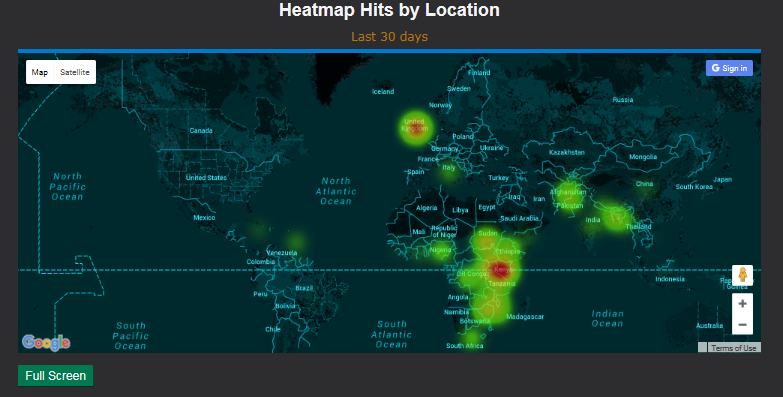 Heatmap Hits by Location
Last 30 days
Map Satellite
G Sign in
Finland
Iceland
Sweden
Russia
Norway
United
Kingdom
Canada
Poland
Germany
Ukraine
Kazakhstan
Mongolia
France
Italy
Spain
Turkey
Japan
South Korea
China
North
Pacific
Ocean
United States
North
Atlantic
Ocean
Afghanistan
Pakistan
Iraq
Iran
Algeria
Libya
Egypt
Saudi Arabia
Mexico
India
Thailand
Mali
Republic
of Niger
Sudan
Nigeria
Ethiopia
Venezuela
Colombia
DR Congo
Kenya
Indonesia
Tanzania
Peru
Brazil
Angola
Bolivia
Namibia
Botswana
Madagascar
Indian
Ocean
Chile
South
Pacific
Ocean
South
Atlantic
Ocean
Australia
South Africa
+
−
Google
Terms of Use
Full Screen